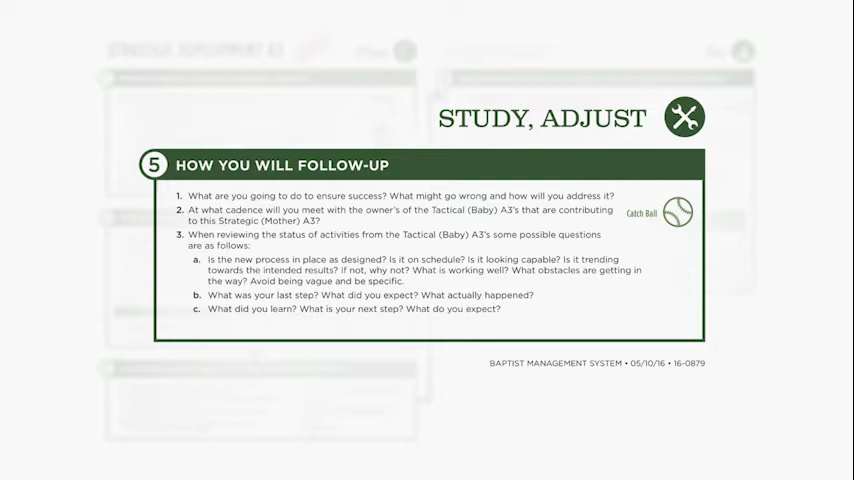 STUDY, ADJUST
5 HOW YOU WILL FOLLOW-UP
1. What are you going to do to ensure success? What might go wrong and how will you address it?
2. At what cadence will you meet with the owner's of the Tactical (Baby) A3's that are contributing
to this Strategic (Mother) A3?
Catch Ball
3. When reviewing the status of activities from the Tactical (Baby) A3's some possible questions
are as follows:
a. Is the new process in place as designed? Is it on schedule? Is it looking capable? Is it trending
towards the intended results? If not, why not? What is working well? What obstacles are getting in
the way? Avoid being vague and be specific.
b. What was your last step? What did you expect? What actually happened?
c. What did you learn? What is your next step? What do you expect?
BAPTIST MANAGEMENT SYSTEM • 05/10/16 • 16-0879